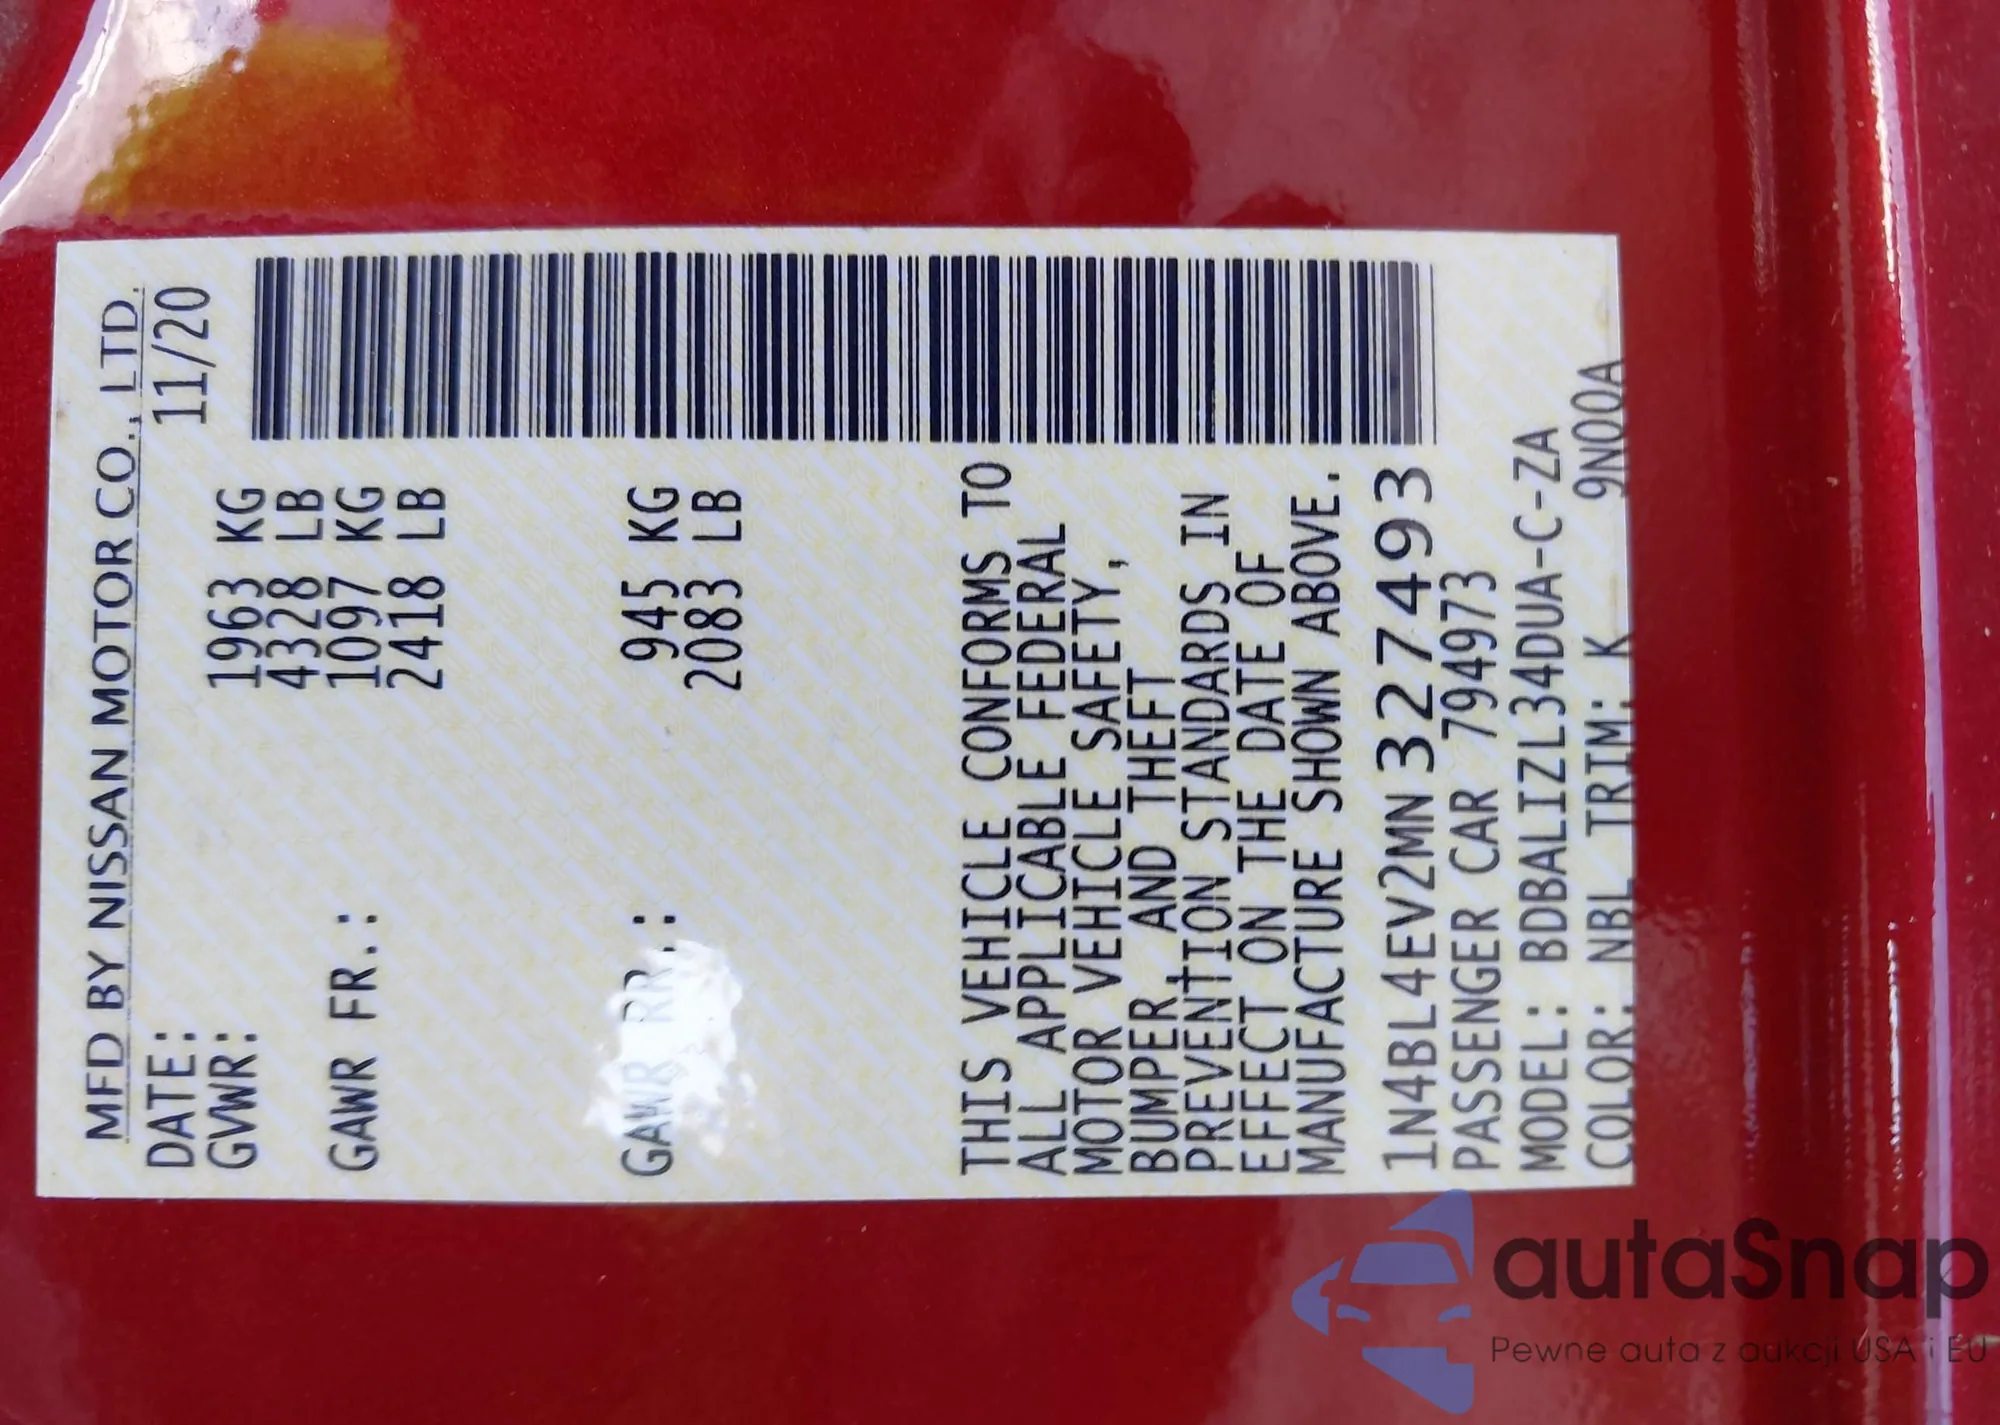 MFD BY NISSAN MOTOR CO., LTD.
DATE: 11/20
GVWR: 1963 KG
4328 LB
GAWR FR.: 1097 KG
2418 LB
GAWR RR.: 945 KG
2083 LB
THIS VEHICLE CONFORMS TO
ALL APPLICABLE FEDERAL
MOTOR VEHICLE SAFETY,
BUMPER AND THEFT
PREVENTION STANDARDS IN
EFFECT ON THE DATE OF
MANUFACTURE SHOWN ABOVE.
1N4BL4EV2MN327493
PASSENGER CAR 794973
MODEL: BDBALIZL34DUA-C-ZA
COLOR: NBL TRIM: K 9N00A
autaSnap
Pewne auta z aukcji USA i EU